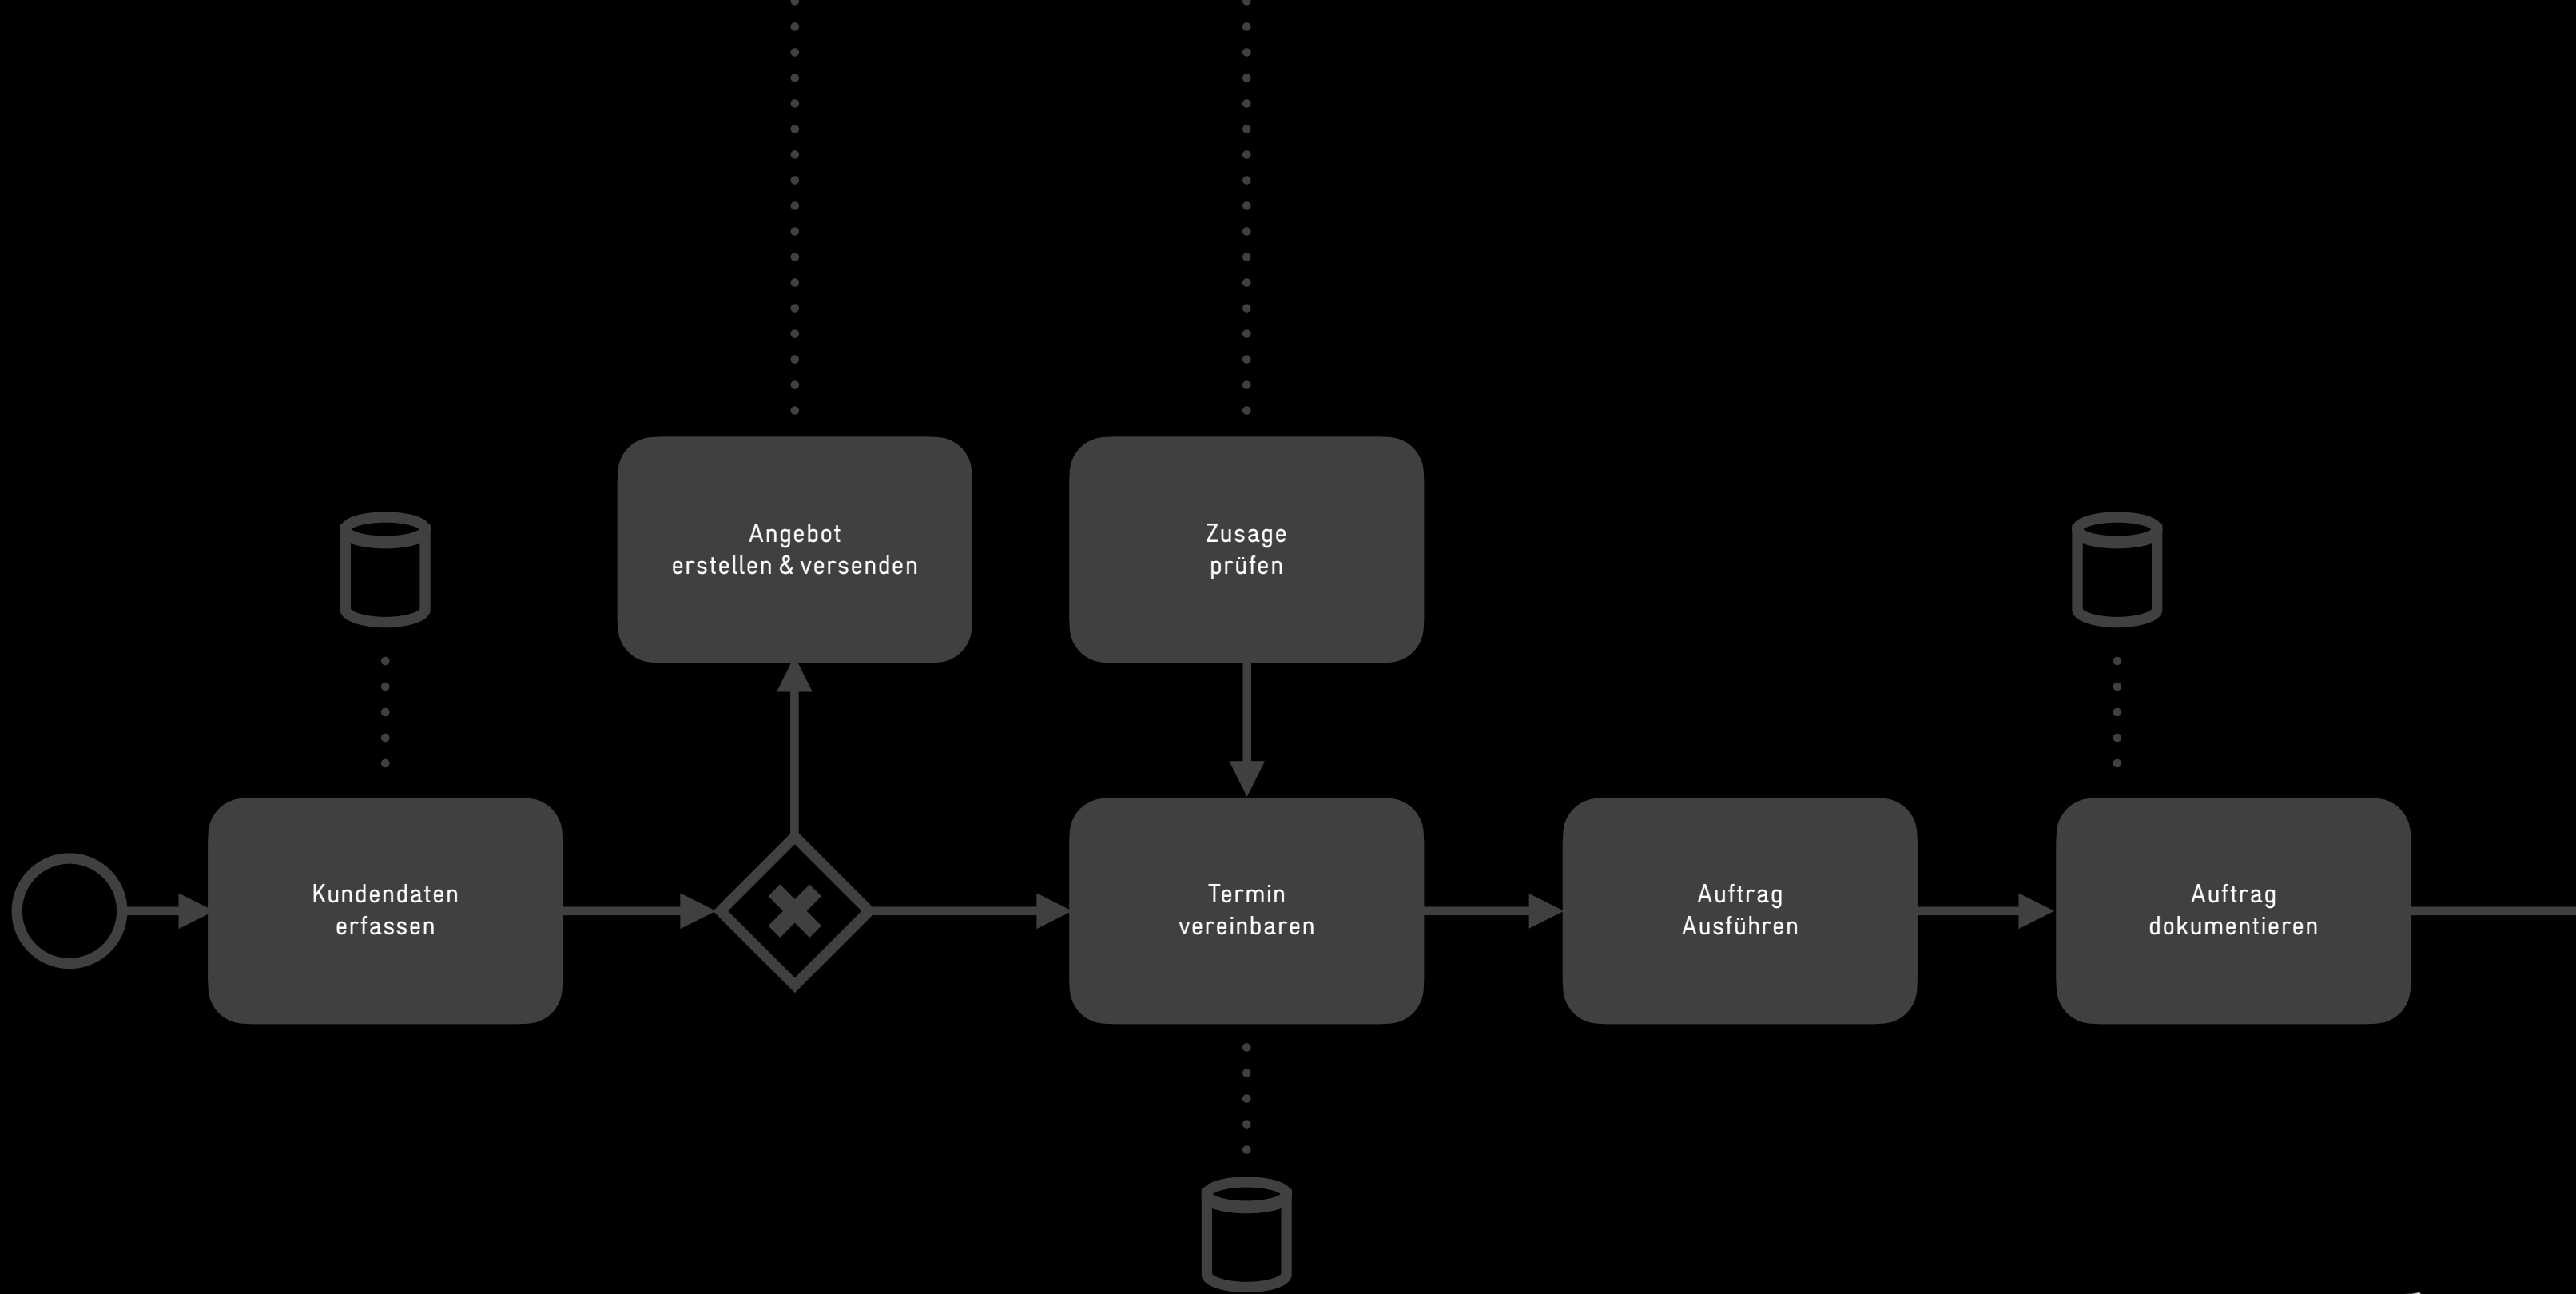 Angebot
erstellen & versenden
Zusage
prüfen
Kundendaten
erfassen
Termin
vereinbaren
Auftrag
Ausführen
Auftrag
dokumentieren